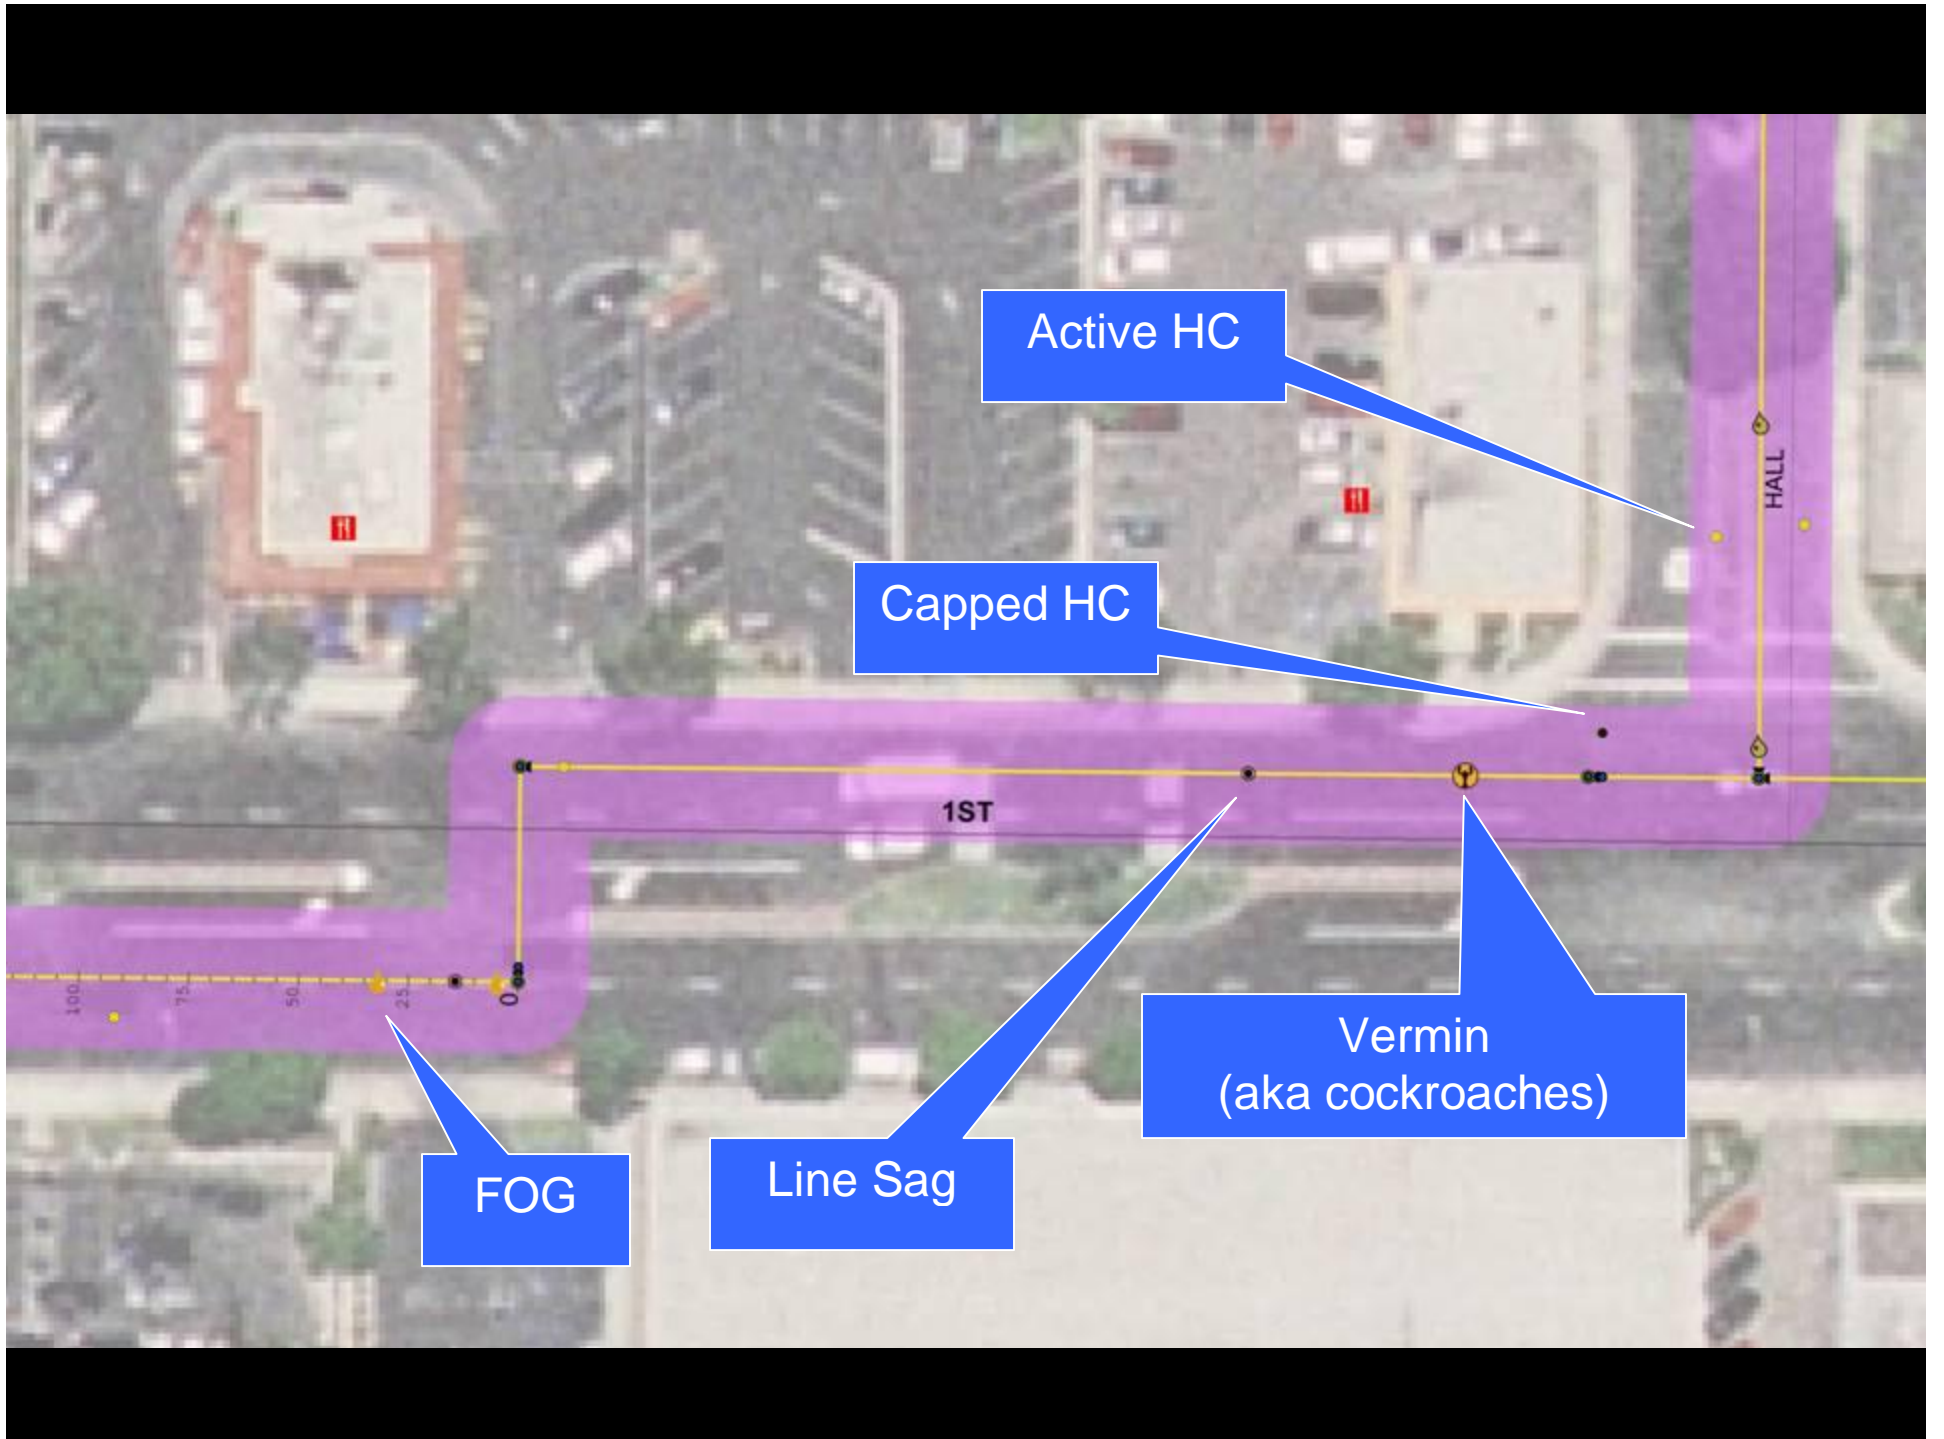 Active HC
HALL
Capped HC
1ST
100
75
50
25
0
Vermin
(aka cockroaches)
Line Sag
FOG